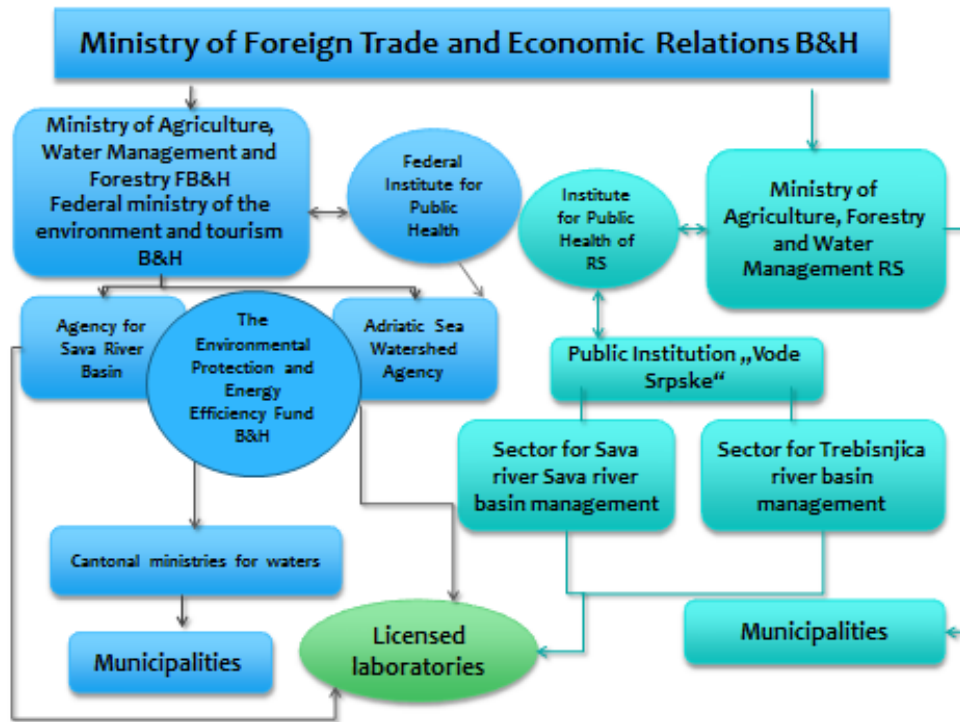 Ministry of Foreign Trade and Economic Relations B&H
Ministry of Agriculture,
Water Management and
Forestry FB&H
Federal ministry of the
environment and tourism
B&H
Federal
Institute for
Public
Health
Institute
for Public
Health of
RS
Ministry of
Agriculture, Forestry
and Water
Management RS
Agency for
Sava River
Basin
The
Environmental
Protection and
Energy
Efficiency Fund
B&H
Adriatic Sea
Watershed
Agency
Public Institution „Vode
Srpske“
Sector for Sava
river Sava river
basin management
Sector for Trebisnjica
river basin
management
Cantonal ministries for waters
Municipalities
Licensed
laboratories
Municipalities